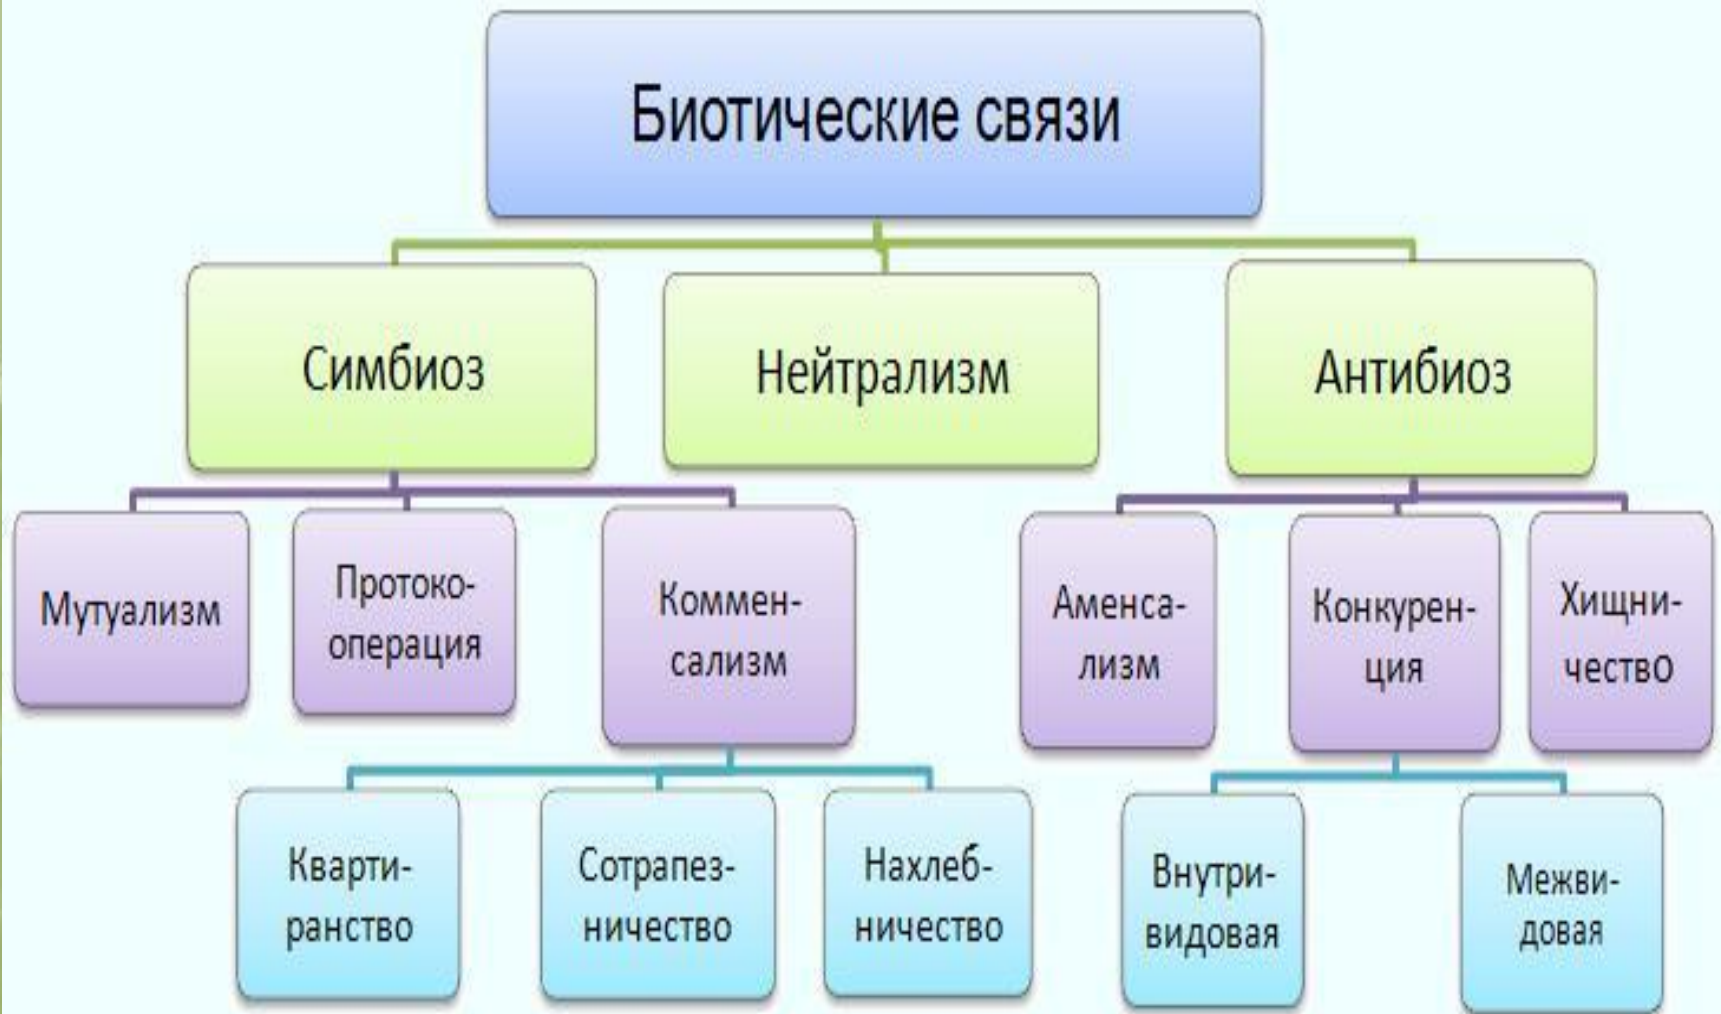 Биотические связи
Симбиоз
Нейтрализм
Антибиоз
Мутуализм
Протоко-
операция
Коммен-
сализм
Аменса-
лизм
Конкурен-
ция
Хищни-
чество
Кварти-
ранство
Сотрапез-
ничество
Нахлеб-
ничество
Внутри-
видовая
Межви-
довая